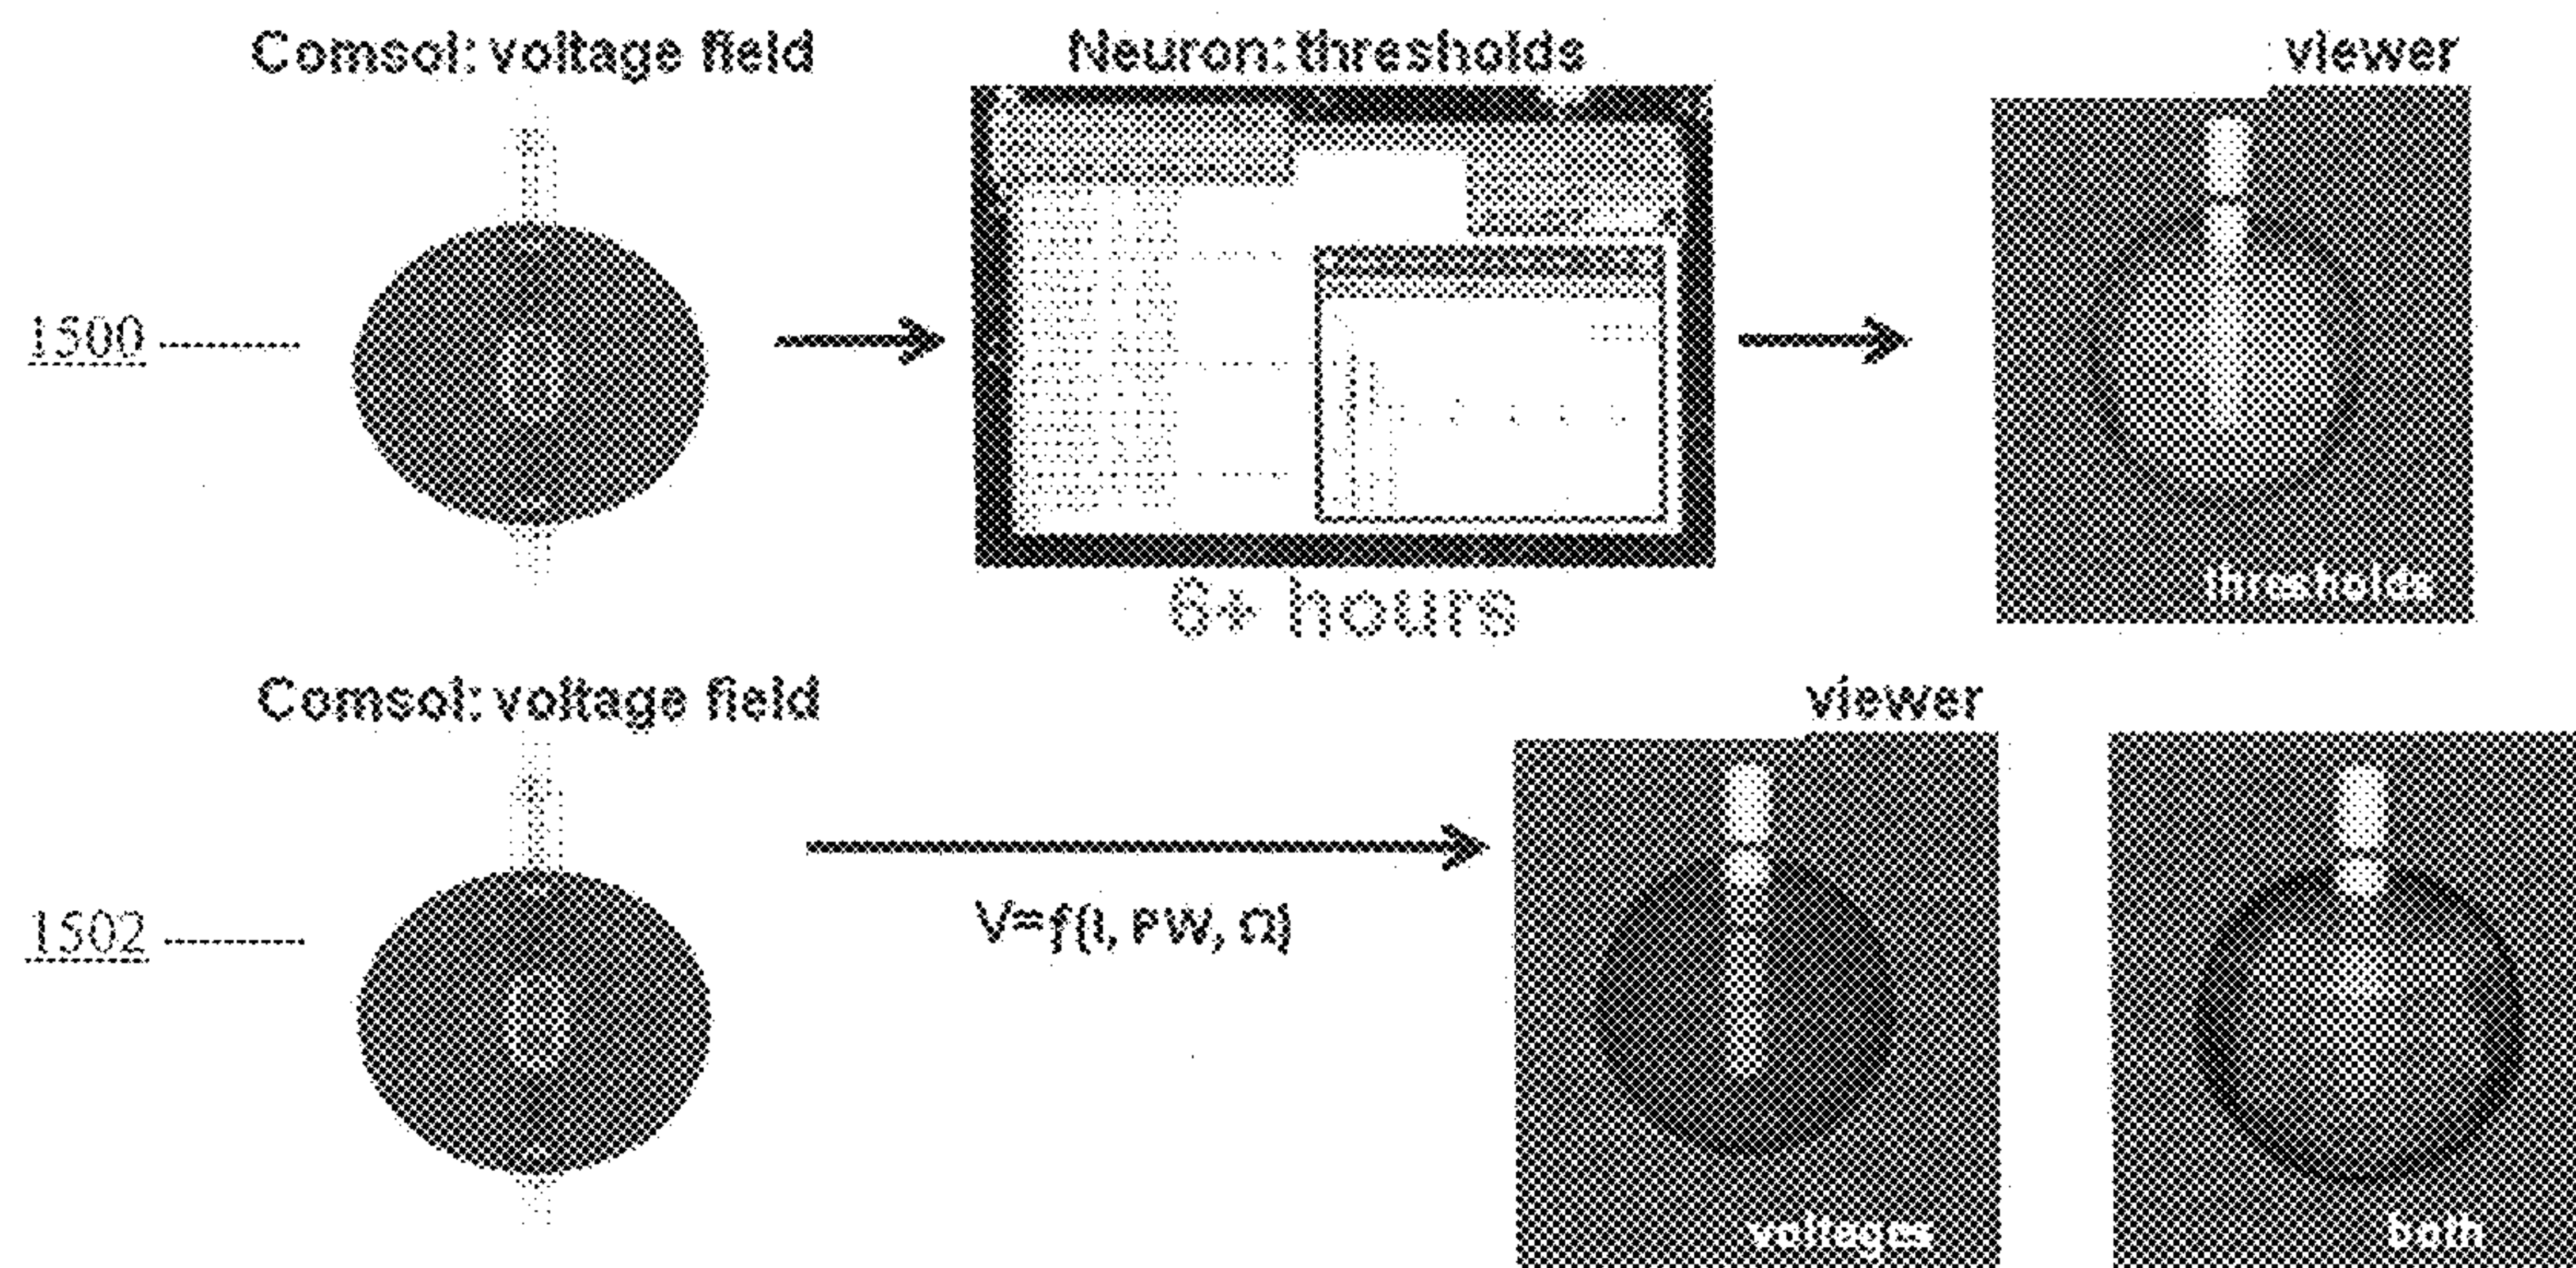 Comsol: voltage field
Neuron: thresholds
viewer
1500
thresholds
6+ hours
Comsol: voltage field
viewer
1502
V=f(I, PW, Ω)
voltages
both